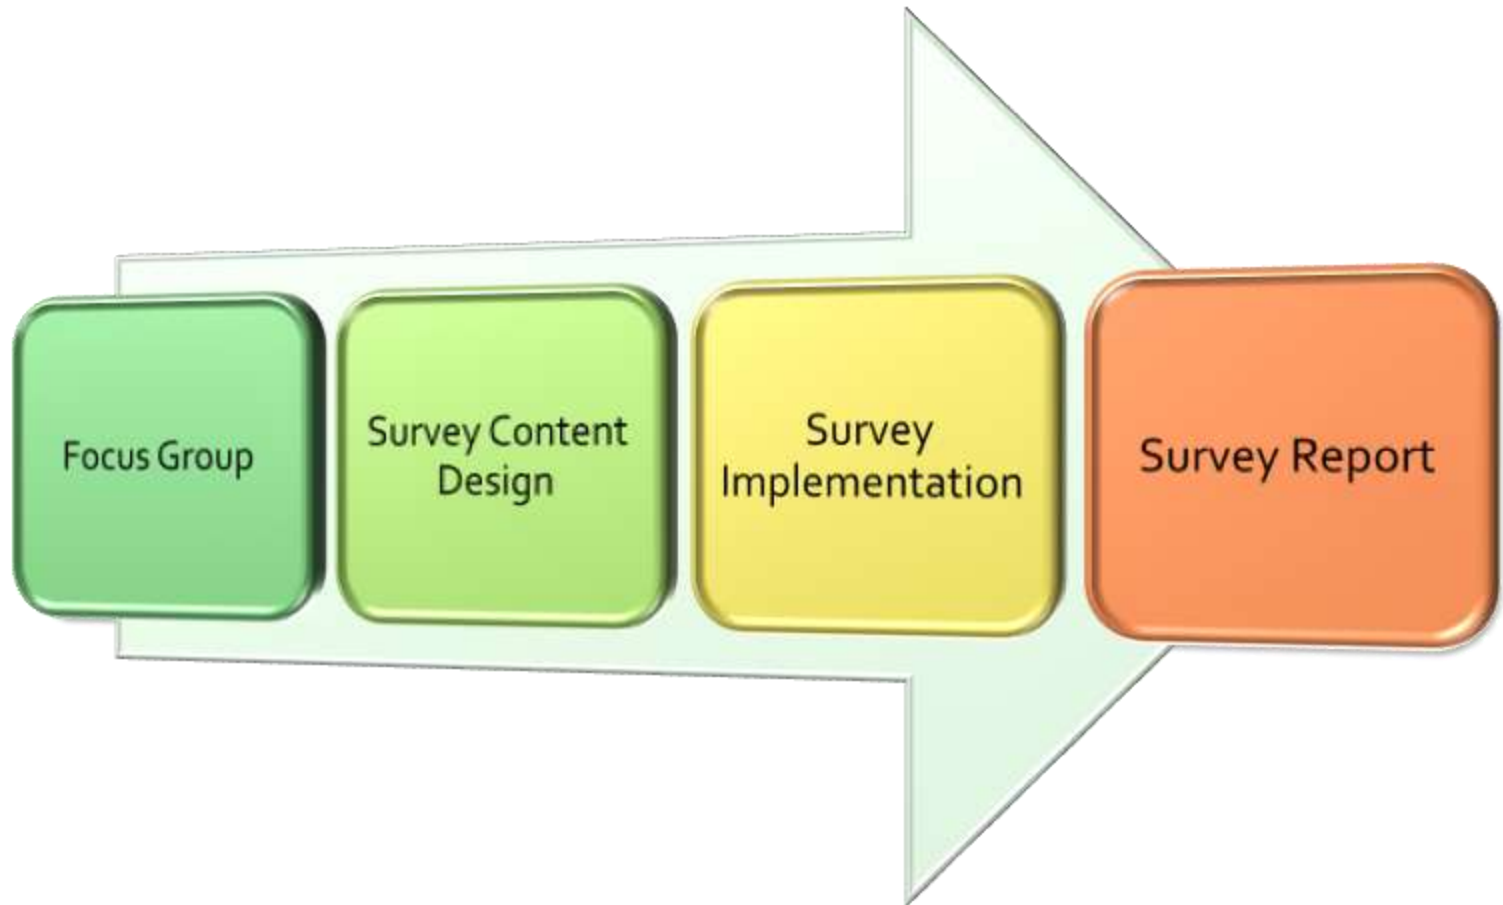 Focus Group
Survey Content
Design
Survey
Implementation
Survey Report